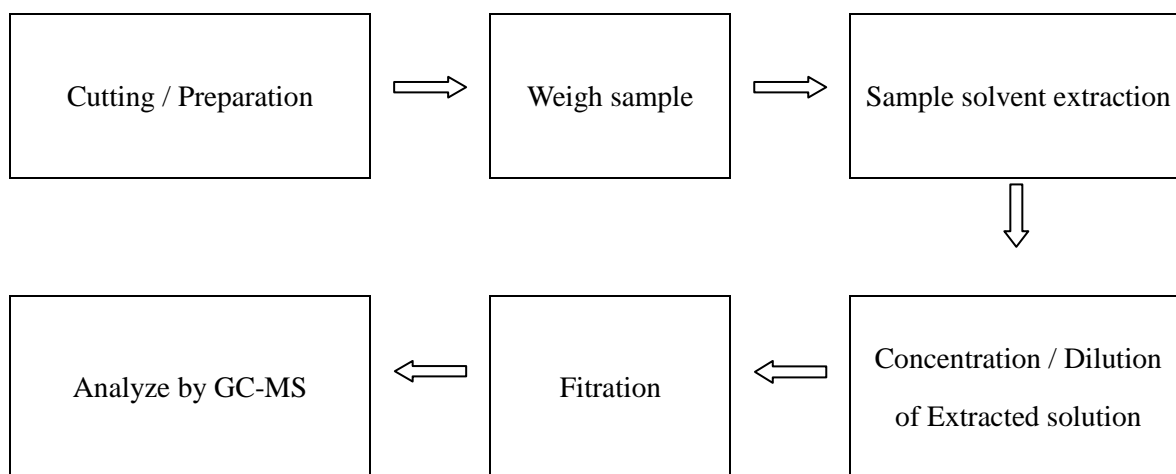 Cutting / Preparation
Weigh sample
Sample solvent extraction
Concentration / Dilution
of Extracted solution
Fitration
Analyze by GC-MS